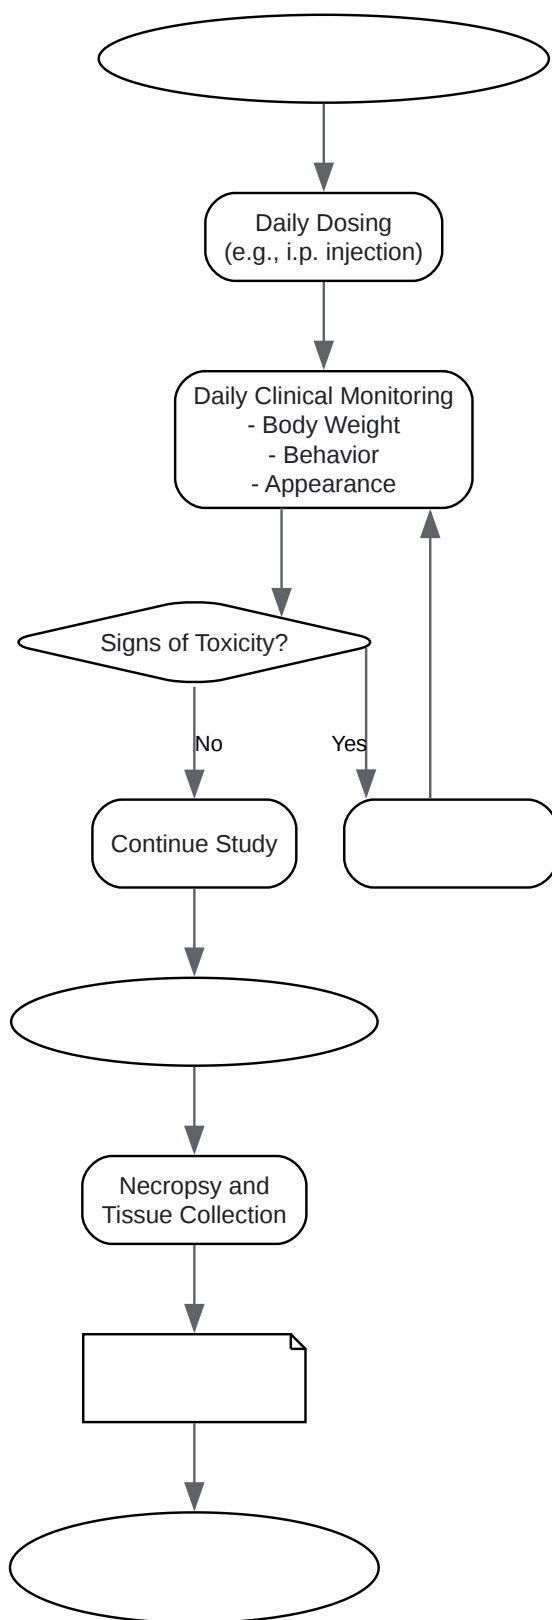 Daily Dosing
(e.g., i.p. injection)
Daily Clinical Monitoring
- Body Weight
- Behavior
- Appearance
Signs of Toxicity?
No
Yes
Continue Study
Necropsy and
Tissue Collection